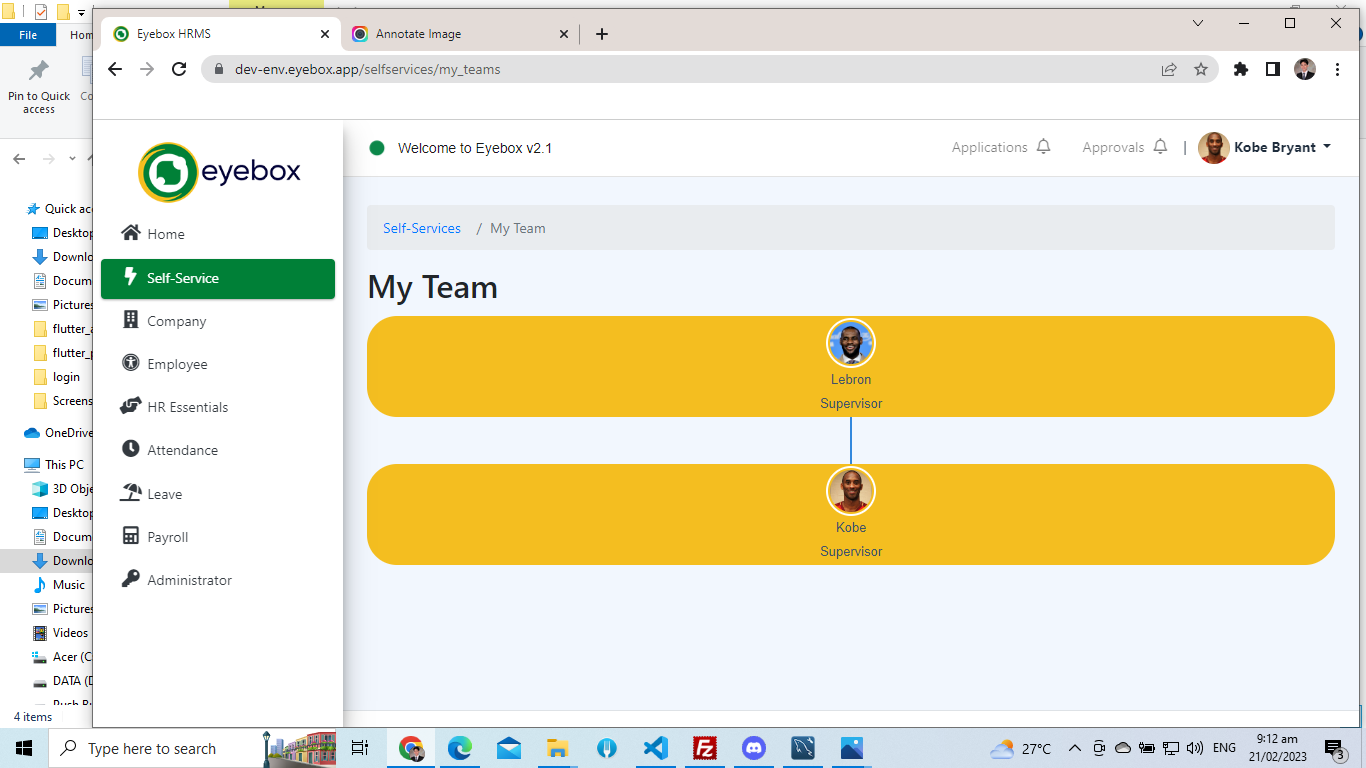 File
Hom
Pin to Quick
access
Co
Eyebox HRMS
Annotate Image
dev-env.eyebox.app/selfservices/my_teams
eyebox
Welcome to Eyebox v2.1
Applications
Approvals
| Kobe Bryant
Self-Services / My Team
My Team
Lebron
Supervisor
Kobe
Supervisor
Home
Self-Service
Company
Employee
HR Essentials
Attendance
Leave
Payroll
Administrator
Quick ac
Desktop
Downlo
Docum
Pictures
flutter_a
flutter_p
login
Screens
OneDrive
This PC
3D Obje
Desktop
Docum
Downlo
Music
Pictures
Videos
Acer (C
DATA (D
4 items
Type here to search
27°C
ENG
9:12 am
21/02/2023
3